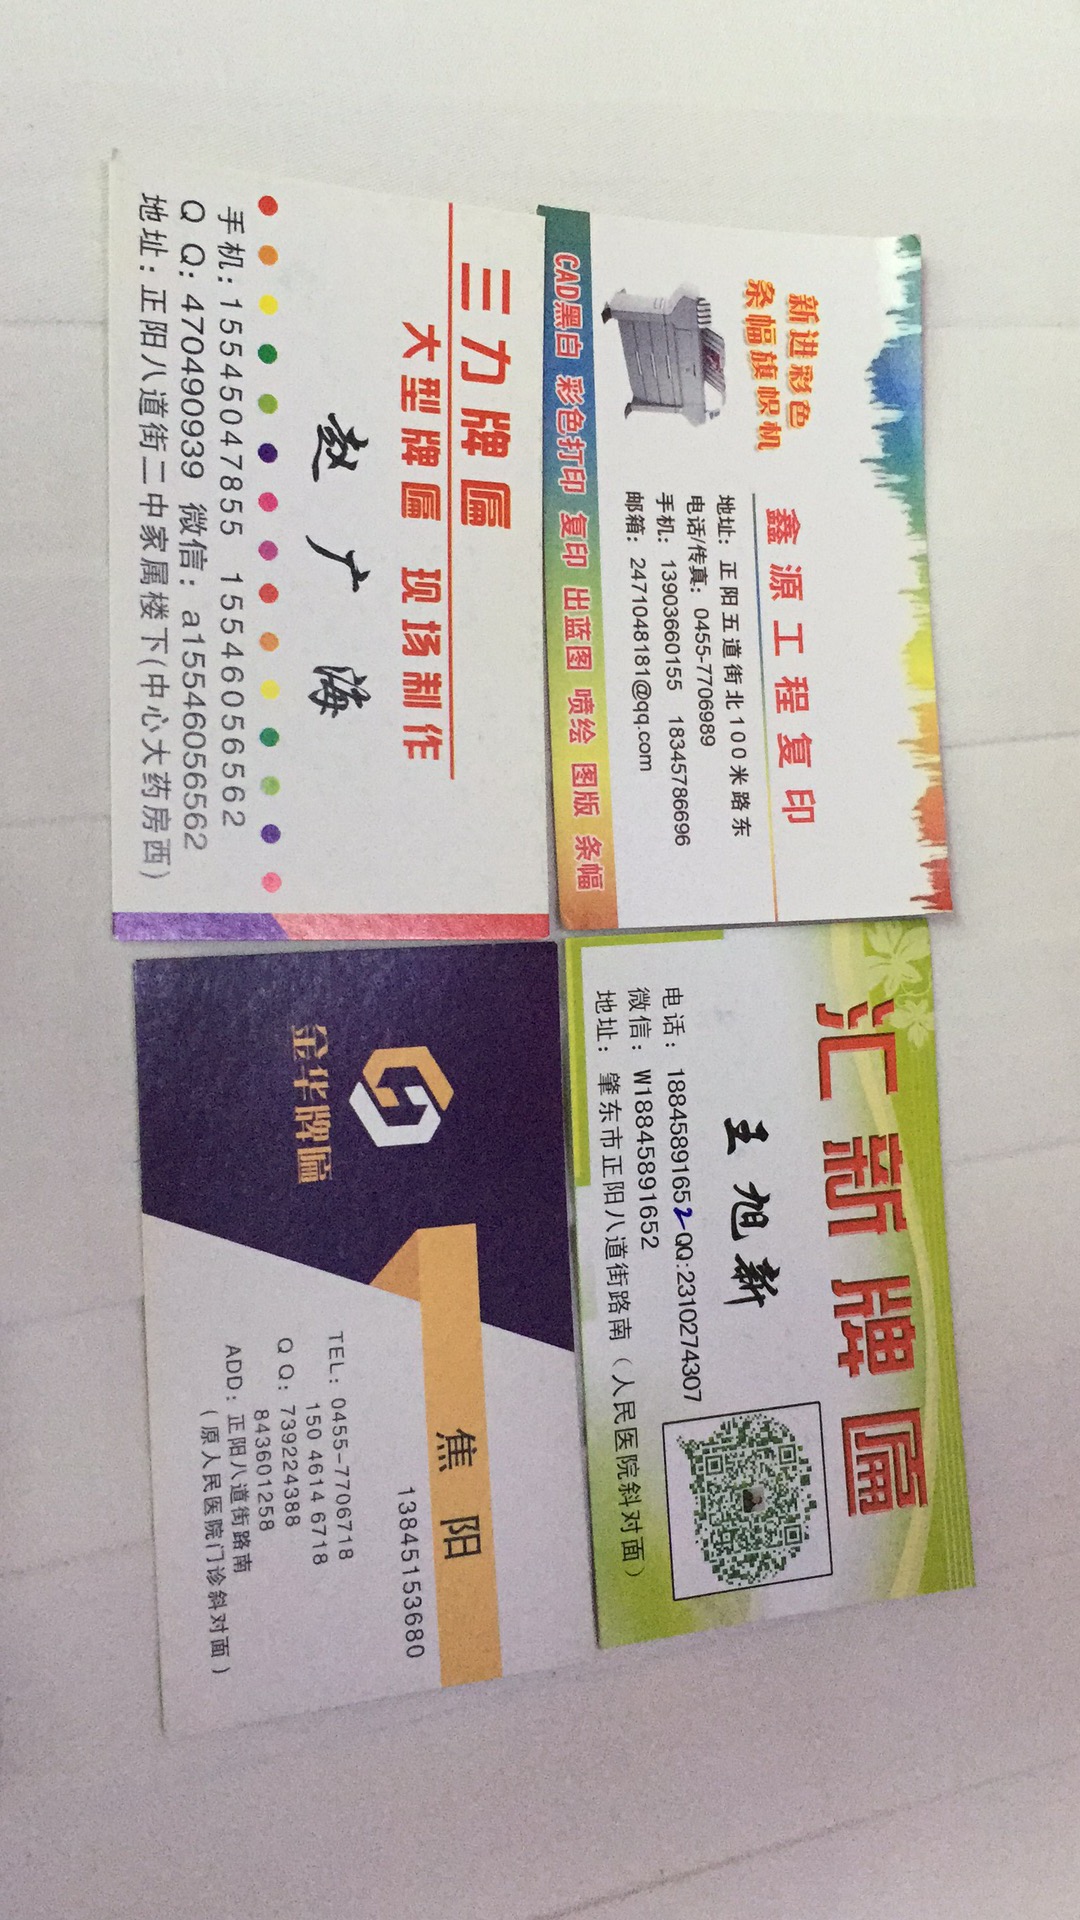 新进彩色
条幅旗帜机
鑫源工程复印
地址：正阳五道街北100米路东
电话/传真：0455-7706989
手机：13903660155 18345786696
邮箱：2471048181@qq.com
CAD黑白 彩色打印 复印 出蓝图 喷绘 图版 条幅
汇新牌匾
王旭新
电话：18845891652 QQ:2310274307
微信：W18845891652
地址：肇东市正阳八道街路南（人民医院斜对面）
三力牌匾
大型牌匾 现场制作
赵广海
手机：15545047855 15546056562
Q Q：470490939 微信：a15546056562
地址：正阳八道街二中家属楼下(中心大药房西)
金华牌匾
焦阳
13845153680
TEL：0455-7706718
150 4614 6718
Q Q：739224388
843601258
ADD：正阳八道街路南
（原人民医院门诊斜对面）